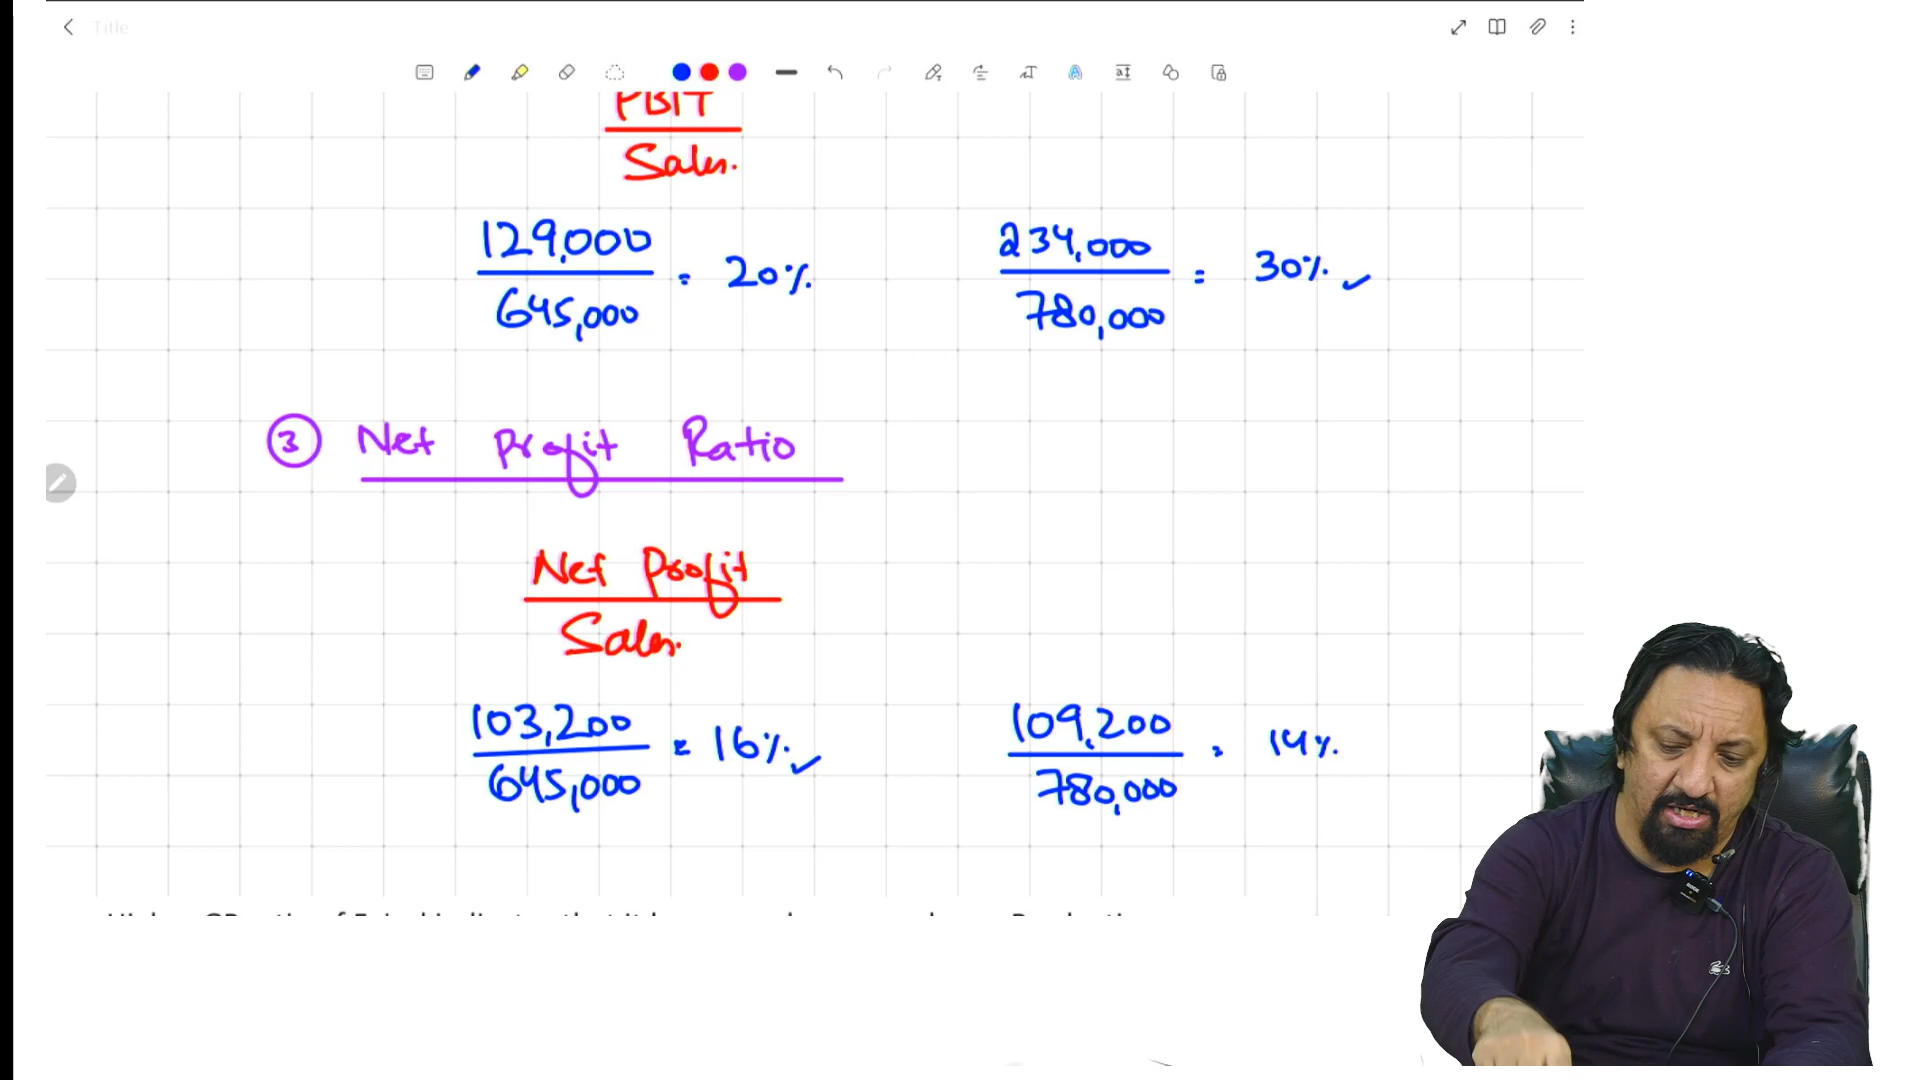 Title
PBIT
Sales.
129,000
645,000
= 20%
234,000
780,000
= 30% ✓
③ Net Profit Ratio
Net Profit
Sales.
103,200
645,000
= 16% ✓
109,200
780,000
= 14%